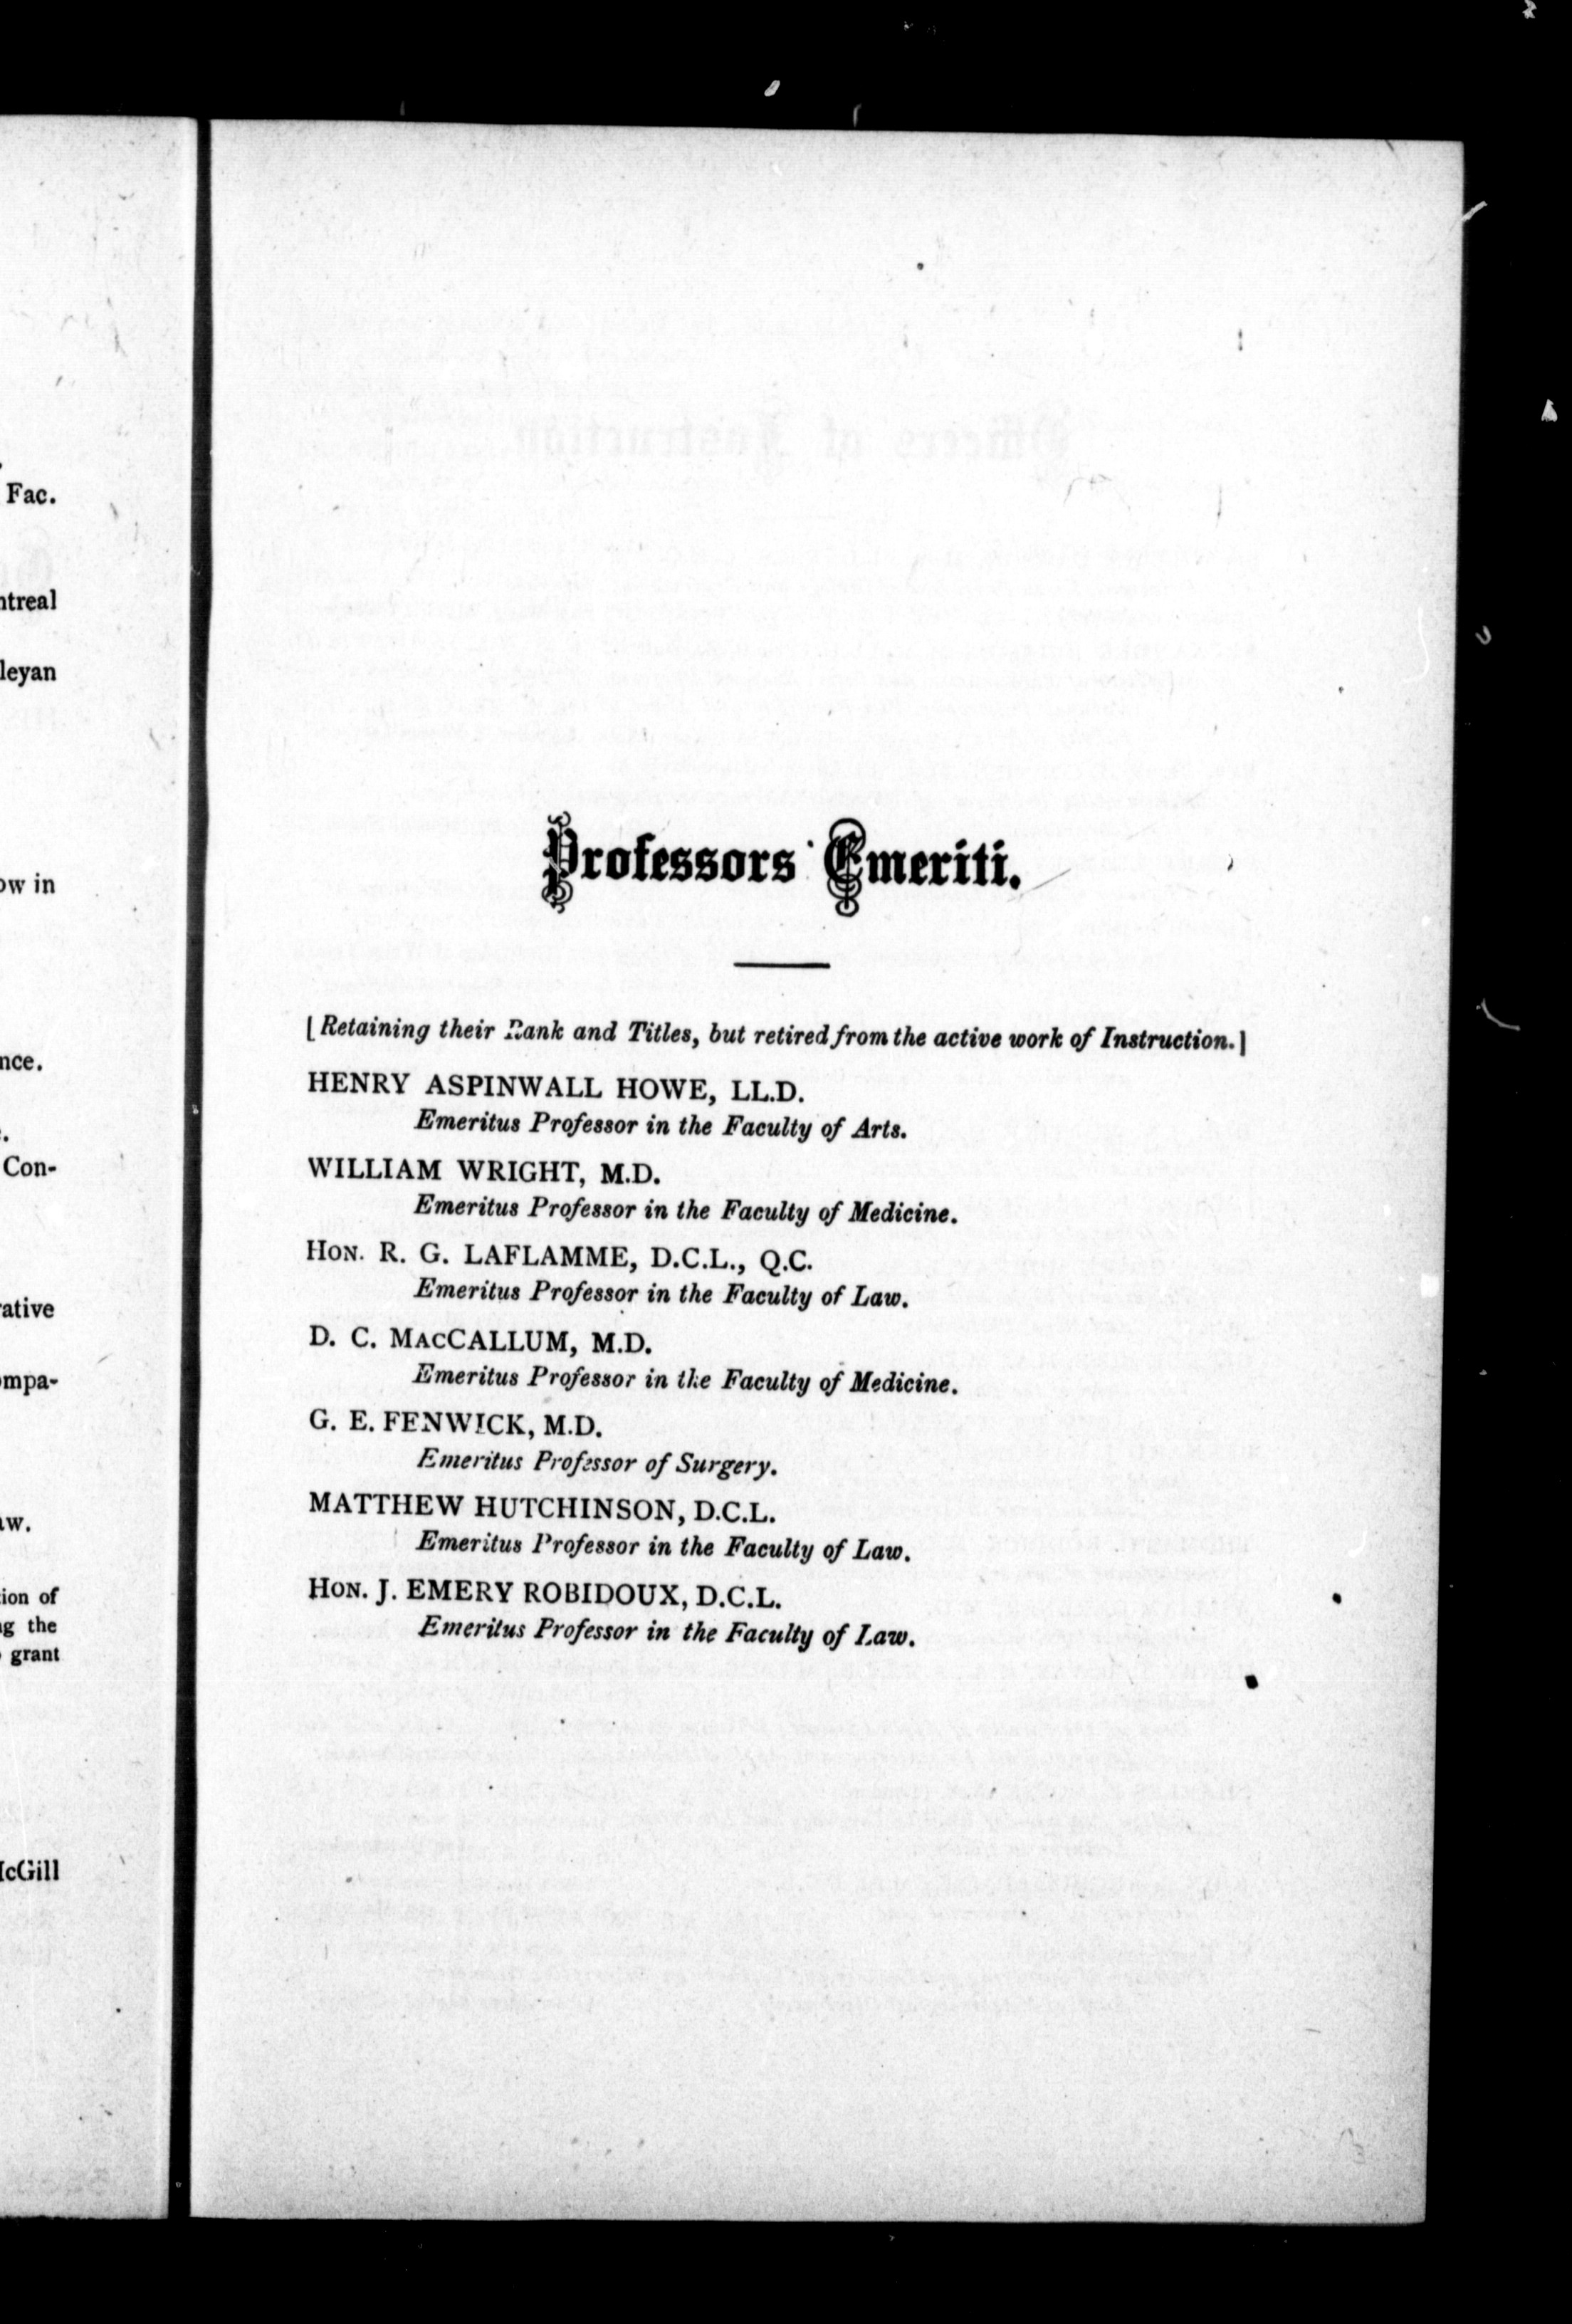 Fac.
ntreal
leyan
ow in
nce.
Con-
ative
ompa-
aw.
ion of
g the
grant
cGill
Professors Emeriti.
[Retaining their Rank and Titles, but retired from the active work of Instruction.]
HENRY ASPINWALL HOWE, LL.D.
Emeritus Professor in the Faculty of Arts.
WILLIAM WRIGHT, M.D.
Emeritus Professor in the Faculty of Medicine.
HON. R. G. LAFLAMME, D.C.L., Q.C.
Emeritus Professor in the Faculty of Law.
D. C. MACCALLUM, M.D.
Emeritus Professor in the Faculty of Medicine.
G. E. FENWICK, M.D.
Emeritus Professor of Surgery.
MATTHEW HUTCHINSON, D.C.L.
Emeritus Professor in the Faculty of Law.
HON. J. EMERY ROBIDOUX, D.C.L.
Emeritus Professor in the Faculty of Law.